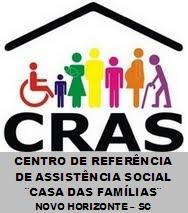 CRAS
CENTRO DE REFERÊNCIA
DE ASSISTÊNCIA SOCIAL
¨CASA DAS FAMÍLIAS¨
NOVO HORIZONTE – SC